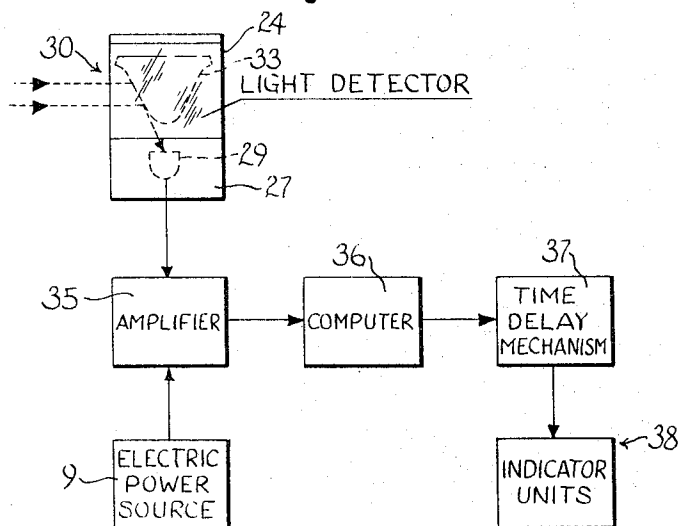 24
30
33
LIGHT DETECTOR
29
27
35
AMPLIFIER
36
COMPUTER
37
TIME
DELAY
MECHANISM
9
ELECTRIC
POWER
SOURCE
INDICATOR
UNITS
38